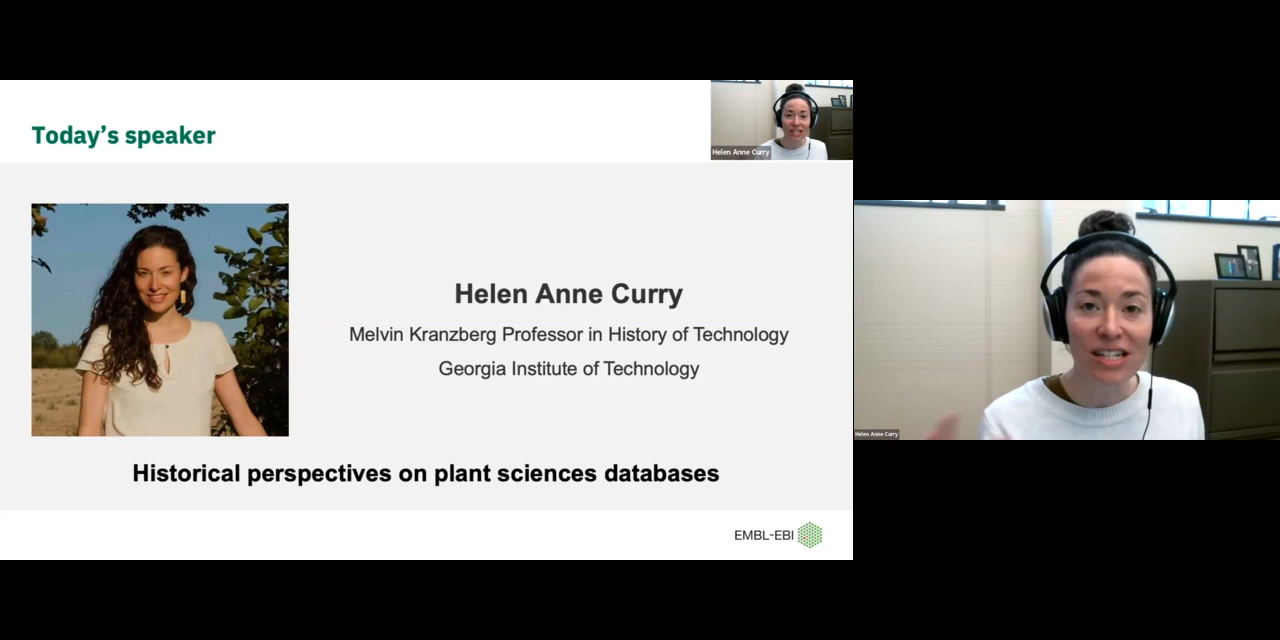 Today's speaker
Helen Anne Curry
Helen Anne Curry
Melvin Kranzberg Professor in History of Technology
Georgia Institute of Technology
Historical perspectives on plant sciences databases
EMBL-EBI
Helen Anne Curry